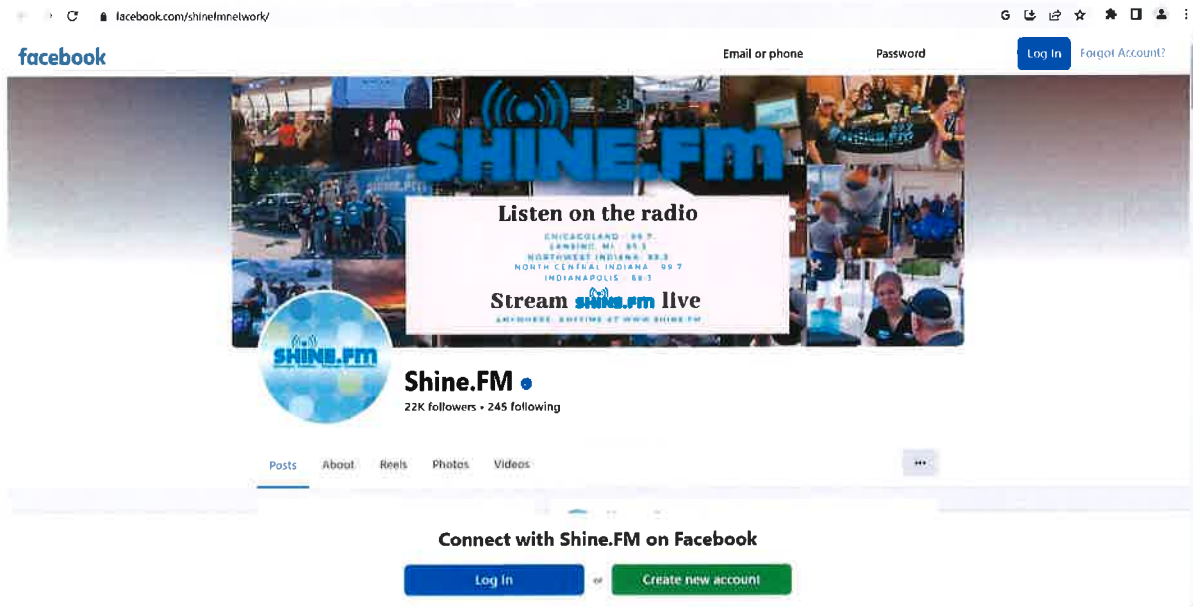 facebook.com/shinefmnetwork/
facebook
Email or phone
Password
Log In
Forgot Account?
SHINE.FM
Listen on the radio
CHICAGOLAND 89.7
LANSING, MI 89.3
NORTHWEST INDIANA 88.3
NORTH CENTRAL INDIANA 99.7
INDIANAPOLIS 89.3
Stream SHINE.FM live
ANYWHERE, ANYTIME AT WWW.SHINE.FM
SHINE.FM
Shine.FM
22K followers • 245 following
Posts
About
Reels
Photos
Videos
Connect with Shine.FM on Facebook
Log In
or
Create new account